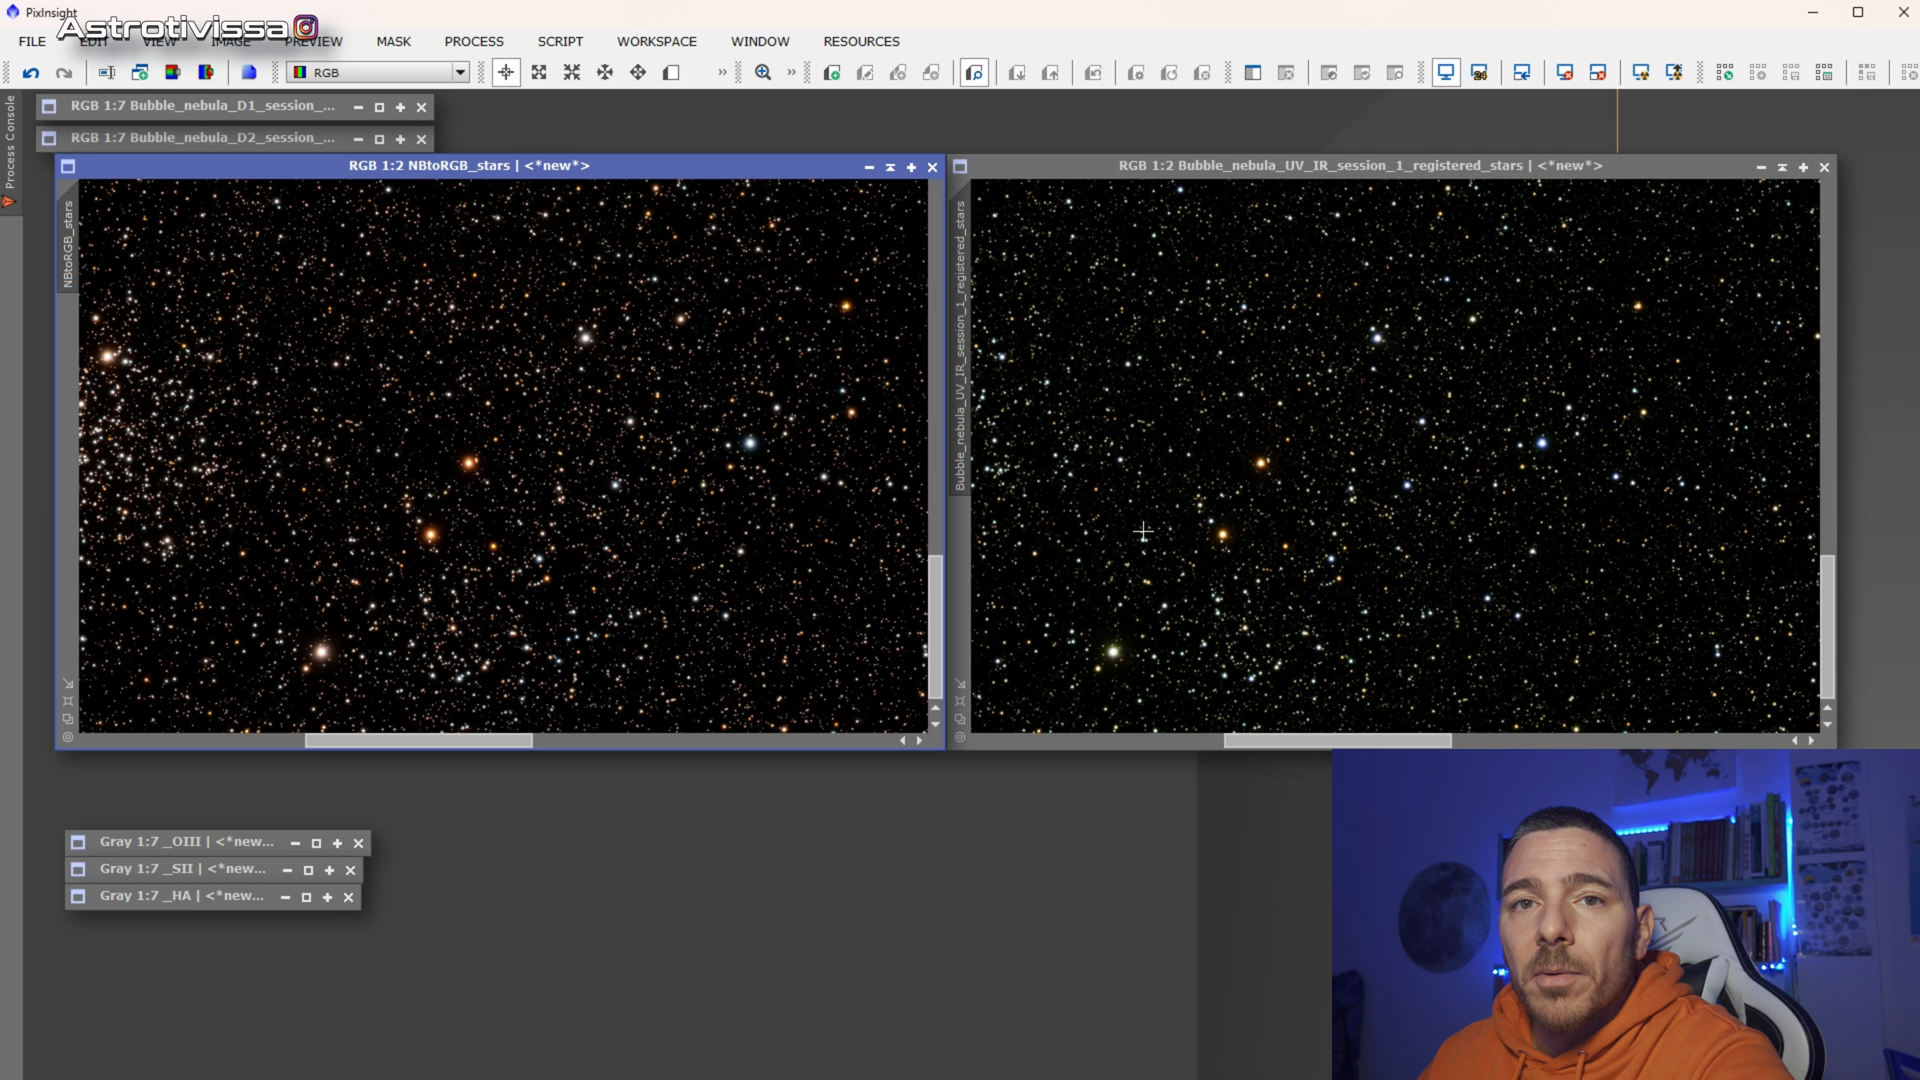 PixInsight
Astrotivissa
FILE EDIT VIEW IMAGE PREVIEW MASK PROCESS SCRIPT WORKSPACE WINDOW RESOURCES
RGB
24
Process Console
RGB 1:7 Bubble_nebula_D1_session_...
RGB 1:7 Bubble_nebula_D2_session_...
RGB 1:2 NBtoRGB_stars | <*new*>
RGB 1:2 Bubble_nebula_UV_IR_session_1_registered_stars | <*new*>
NBtoRGB_stars
Bubble_nebula_UV_IR_session_1_registered_stars
Gray 1:7 _OIII | <*new...
Gray 1:7 _SII | <*new...
Gray 1:7 _HA | <*new...